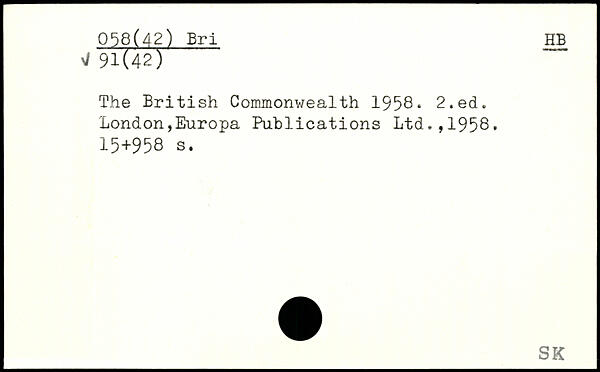 058(42) Bri HB
√ 91(42)
The British Commonwealth 1958. 2.ed.
London,Europa Publications Ltd.,1958.
15+958 s.
SK